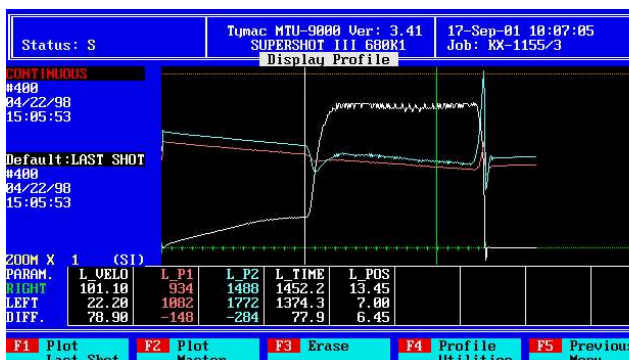 Status: S
Tymac MTU-9000 Ver: 3.41
SUPERSHOT III 680K1
17-Sep-01 10:07:05
Job: KX-1155/3
Display Profile
CONTINUOUS
#400
04/22/98
15:05:53
Default:LAST SHOT
#400
04/22/98
15:05:53
ZOOM X 1 (SI)
PARAM. L_VELO L_P1 L_P2 L_TIME L_POS
RIGHT 101.10 934 1488 1452.2 13.45
LEFT 22.20 1082 1772 1374.3 7.00
DIFF. 78.90 -148 -284 77.9 6.45
F1 Plot F2 Plot F3 Erase F4 Profile F5 Previous
Last Shot Master Utilities Menu